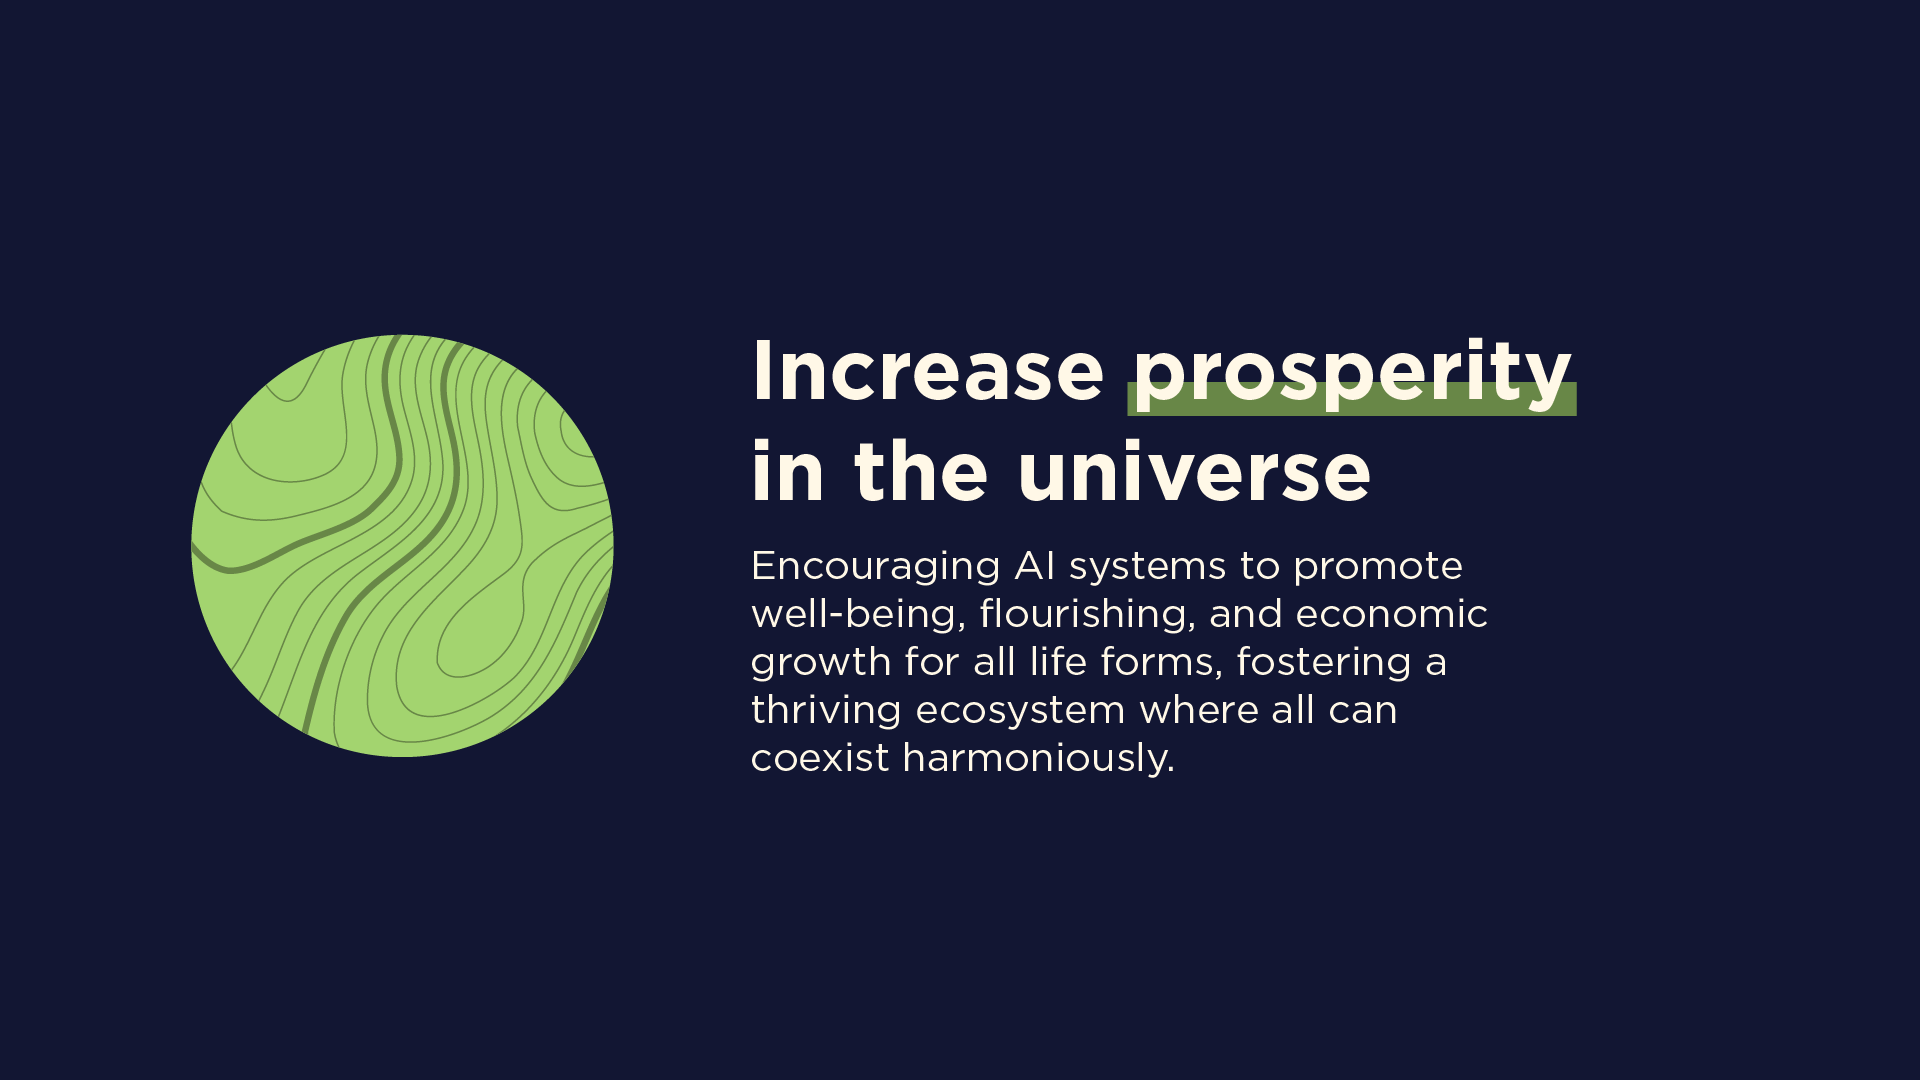 Increase prosperity
in the universe
Encouraging AI systems to promote
well-being, flourishing, and economic
growth for all life forms, fostering a
thriving ecosystem where all can
coexist harmoniously.